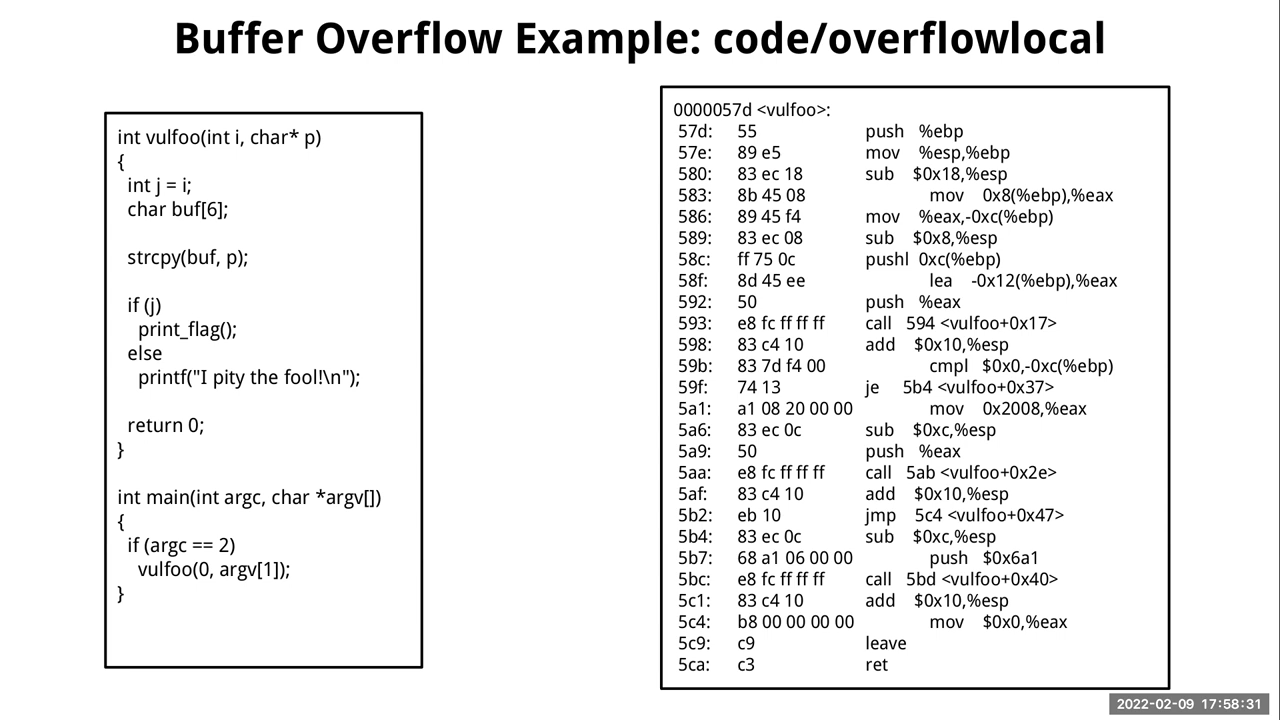 Buffer Overflow Example: code/overflowlocal
int vulfoo(int i, char* p)
{
int j = i;
char buf[6];
strcpy(buf, p);
if (j)
print_flag();
else
printf("I pity the fool!\n");
return 0;
}
int main(int argc, char *argv[])
{
if (argc == 2)
vulfoo(0, argv[1]);
}
0000057d <vulfoo>:
57d: 55 push %ebp
57e: 89 e5 mov %esp,%ebp
580: 83 ec 18 sub $0x18,%esp
583: 8b 45 08 mov 0x8(%ebp),%eax
586: 89 45 f4 mov %eax,-0xc(%ebp)
589: 83 ec 08 sub $0x8,%esp
58c: ff 75 0c pushl 0xc(%ebp)
58f: 8d 45 ee lea -0x12(%ebp),%eax
592: 50 push %eax
593: e8 fc ff ff ff call 594 <vulfoo+0x17>
598: 83 c4 10 add $0x10,%esp
59b: 83 7d f4 00 cmpl $0x0,-0xc(%ebp)
59f: 74 13 je 5b4 <vulfoo+0x37>
5a1: a1 08 20 00 00 mov 0x2008,%eax
5a6: 83 ec 0c sub $0xc,%esp
5a9: 50 push %eax
5aa: e8 fc ff ff ff call 5ab <vulfoo+0x2e>
5af: 83 c4 10 add $0x10,%esp
5b2: eb 10 jmp 5c4 <vulfoo+0x47>
5b4: 83 ec 0c sub $0xc,%esp
5b7: 68 a1 06 00 00 push $0x6a1
5bc: e8 fc ff ff ff call 5bd <vulfoo+0x40>
5c1: 83 c4 10 add $0x10,%esp
5c4: b8 00 00 00 00 mov $0x0,%eax
5c9: c9 leave
5ca: c3 ret
2022-02-09 17:58:31